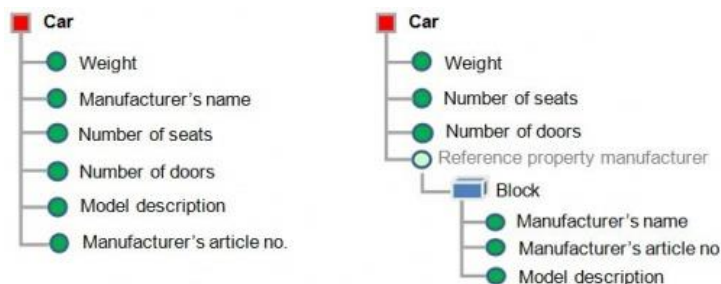 Car
Weight
Manufacturer's name
Number of seats
Number of doors
Model description
Manufacturer's article no.
Car
Weight
Number of seats
Number of doors
Reference property manufacturer
Block
Manufacturer's name
Manufacturer's article no
Model description